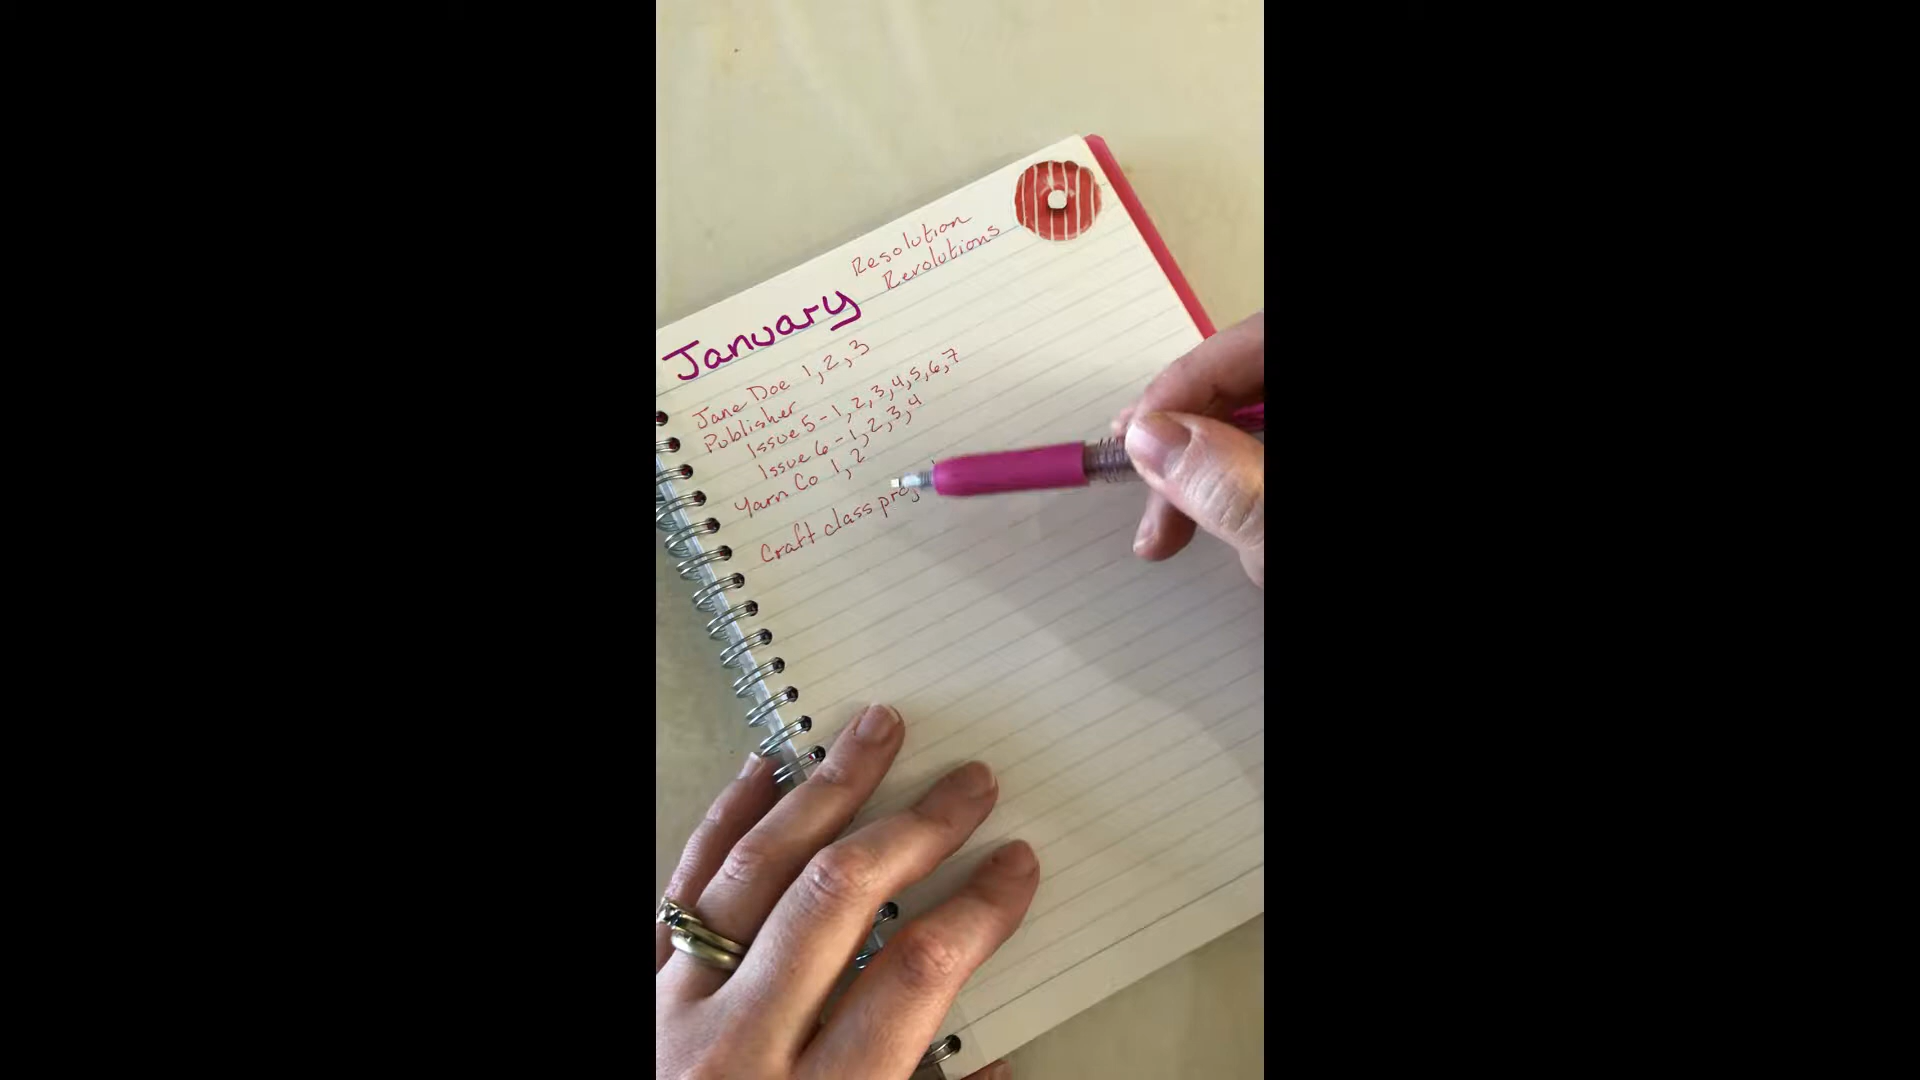 Resolution
Revolutions
January
Jane Doe 1, 2, 3
Publisher
Issue 5 - 1, 2, 3, 4, 5, 6, 7
Issue 6 - 1, 2, 3, 4
Yarn Co 1, 2
Craft class